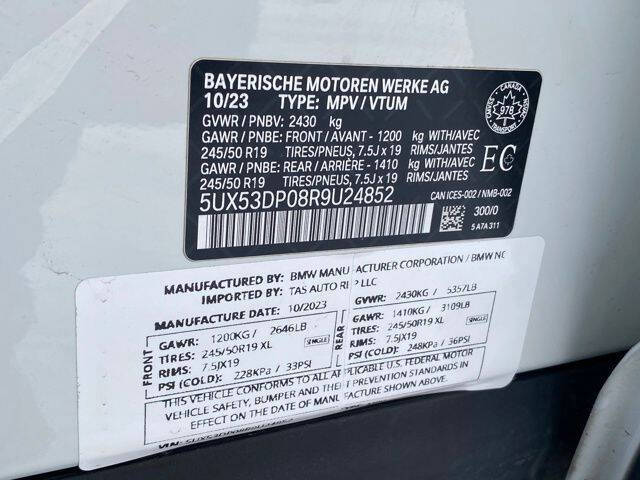 BAYERISCHE MOTOREN WERKE AG
10/23 TYPE: MPV / VTUM
GVWR / PNBV: 2430 kg
GAWR / PNBE: FRONT / AVANT - 1200 kg WITH/AVEC
245/50 R19 TIRES/PNEUS, 7.5J x 19 RIMS/JANTES
GAWR / PNBE: REAR / ARRIÈRE - 1410 kg WITH/AVEC
245/50 R19 TIRES/PNEUS, 7.5J x 19 RIMS/JANTES
5UX53DP08R9U24852
CANADA
978
TRANSPORT
EC
CAN ICES-002 / NMB-002
300/0
5 A7A 311
MANUFACTURED BY: BMW MANUFACTURER CORPORATION / BMW NC
IMPORTED BY: TAS AUTO LLC
MANUFACTURE DATE: 10/2023
GVWR: 2430KG / 5357LB
FRONT
GAWR: 1200KG / 2646LB
TIRES: 245/50R19 XL SINGLE
RIMS: 7.5JX19
PSI (COLD): 228KPa / 33PSI
REAR
GAWR: 1410KG / 3109LB
TIRES: 245/50R19 XL SINGLE
RIMS: 7.5JX19
PSI (COLD): 248KPa / 36PSI
THIS VEHICLE CONFORMS TO ALL APPLICABLE U.S. FEDERAL MOTOR
VEHICLE SAFETY, BUMPER AND THEFT PREVENTION STANDARDS IN
EFFECT ON THE DATE OF MANUFACTURE SHOWN ABOVE.